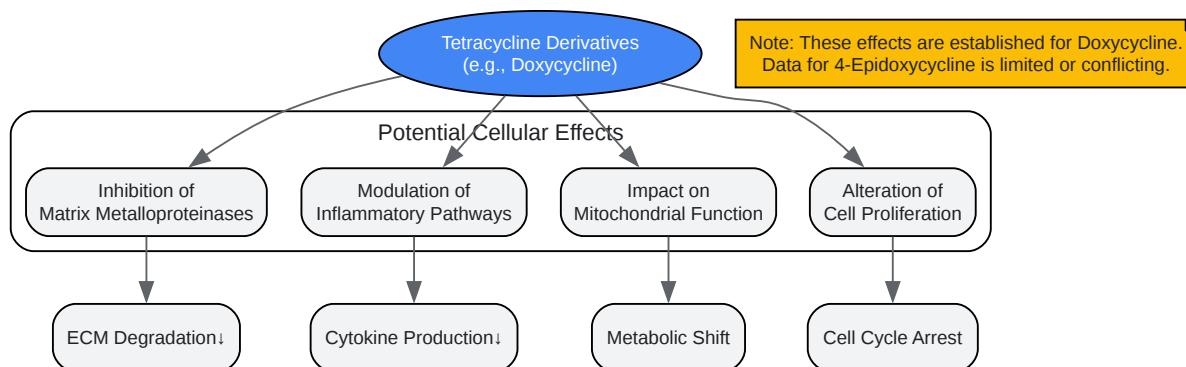 Tetracycline Derivatives
(e.g., Doxycycline)
Note: These effects are established for Doxycycline.
Data for 4-Epidoxycycline is limited or conflicting.
Potential Cellular Effects
Inhibition of
Matrix Metalloproteinases
Modulation of
Inflammatory Pathways
Impact on
Mitochondrial Function
Alteration of
Cell Proliferation
ECM Degradation↓
Cytokine Production↓
Metabolic Shift
Cell Cycle Arrest